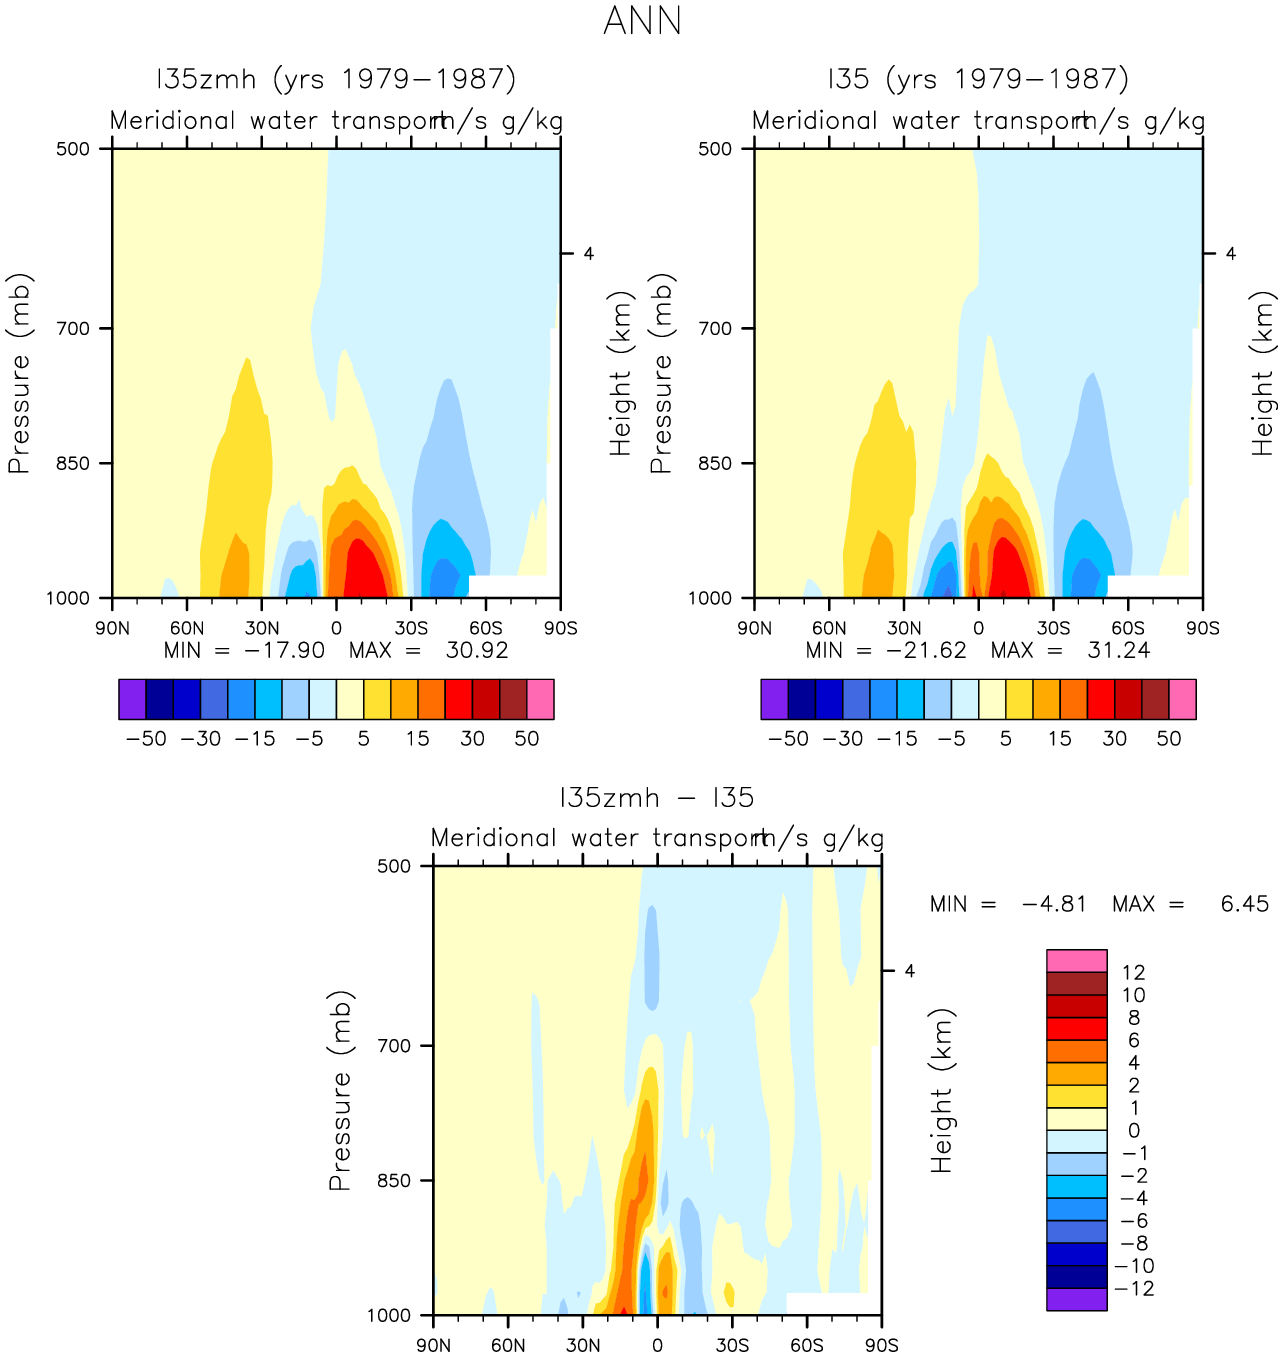 ANN
I35zmh (yrs 1979-1987)
Meridional water transport m/s g/kg
500
700
850
1000
Pressure (mb)
4
Height (km)
90N 60N 30N 0 30S 60S 90S
MIN = -17.90 MAX = 30.92
-50 -30 -15 -5 5 15 30 50
I35 (yrs 1979-1987)
Meridional water transport m/s g/kg
500
700
850
1000
Pressure (mb)
4
Height (km)
90N 60N 30N 0 30S 60S 90S
MIN = -21.62 MAX = 31.24
-50 -30 -15 -5 5 15 30 50
I35zmh - I35
Meridional water transport m/s g/kg
500
700
850
1000
Pressure (mb)
4
Height (km)
90N 60N 30N 0 30S 60S 90S
MIN = -4.81 MAX = 6.45
12
10
8
6
4
2
1
0
-1
-2
-4
-6
-8
-10
-12